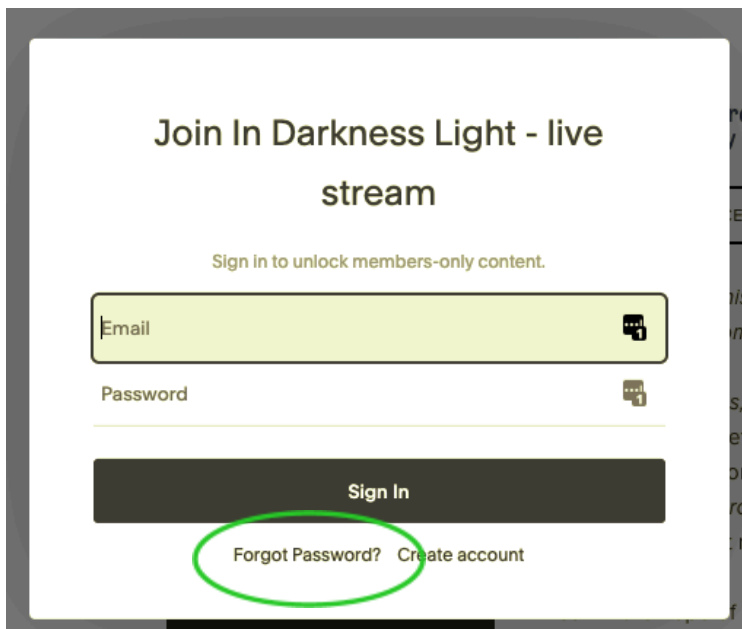 Join In Darkness Light - live
stream
Sign in to unlock members-only content.
Email
Password
Sign In
Forgot Password? Create account